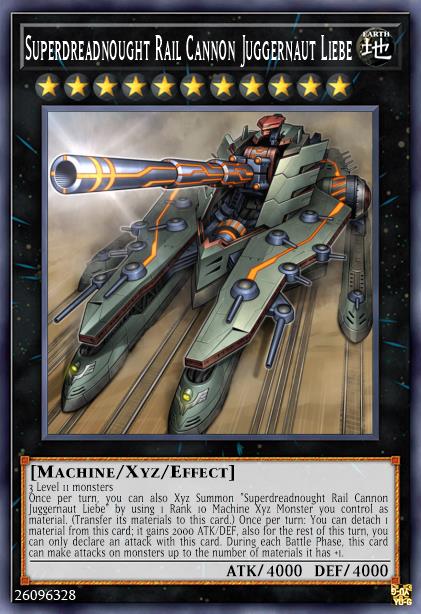 Superdreadnought Rail Cannon Juggernaut Liebe
EARTH
地
[Machine/Xyz/Effect]
3 Level 11 monsters
Once per turn, you can also Xyz Summon "Superdreadnought Rail Cannon
Juggernaut Liebe" by using 1 Rank 10 Machine Xyz Monster you control as
material. (Transfer its materials to this card.) Once per turn: You can detach 1
material from this card; it gains 2000 ATK/DEF, also for the rest of this turn, you
can only declare an attack with this card. During each Battle Phase, this card
can make attacks on monsters up to the number of materials it has +1.
ATK/4000 DEF/4000
26096328